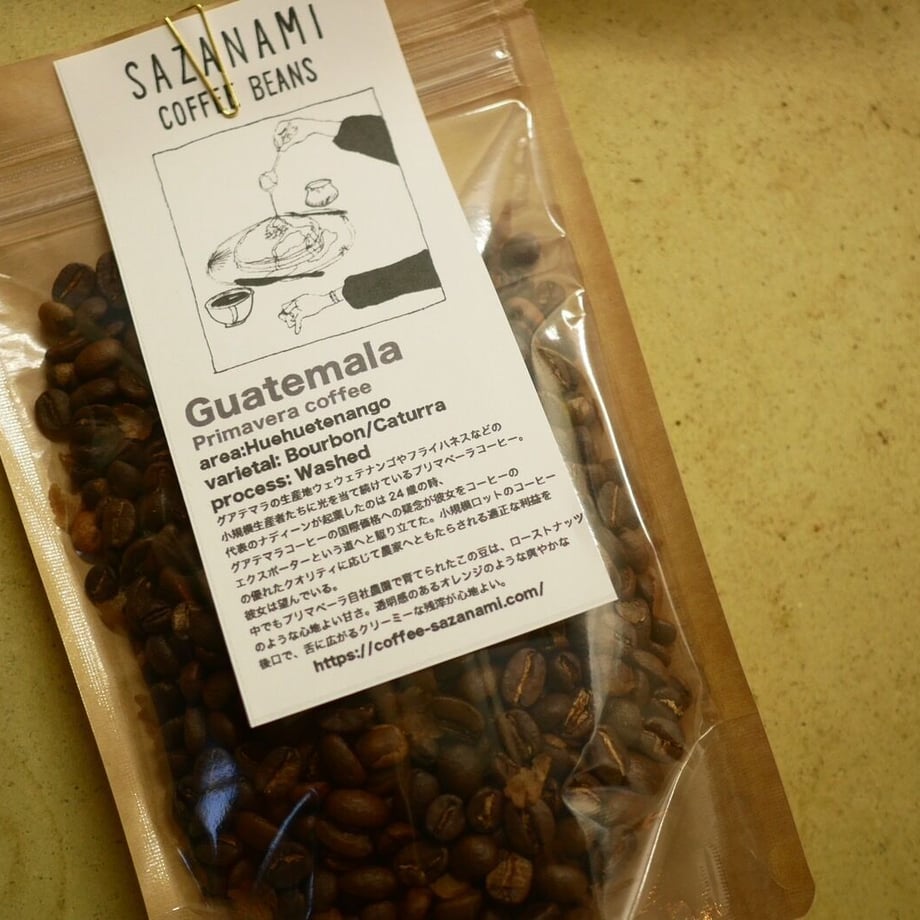 SAZANAMI
COFFEE BEANS
Guatemala
Primavera coffee
area:Huehuetenango
varietal: Bourbon/Caturra
process: Washed
グアテマラの生産地ウェウェテナンゴやフライハネスなどの
小規模生産者たちに光を当て続けているプリマベーラコーヒー。
代表のナディーンが起業したのは 24 歳の時、
グアテマラコーヒーの国際価格への疑念が彼女をコーヒーの
エクスポーターという道へと駆り立てた。小規模ロットのコーヒー
の優れたクオリティに応じて農家へともたらされる適正な利益を
彼女は望んでいる。
中でもプリマベーラ自社農園で育てられたこの豆は、ローストナッツ
のような心地よい甘さ。透明感のあるオレンジのような爽やかな
後口で、舌に広がるクリーミーな余韻が心地よい。
https://coffee-sazanami.com/